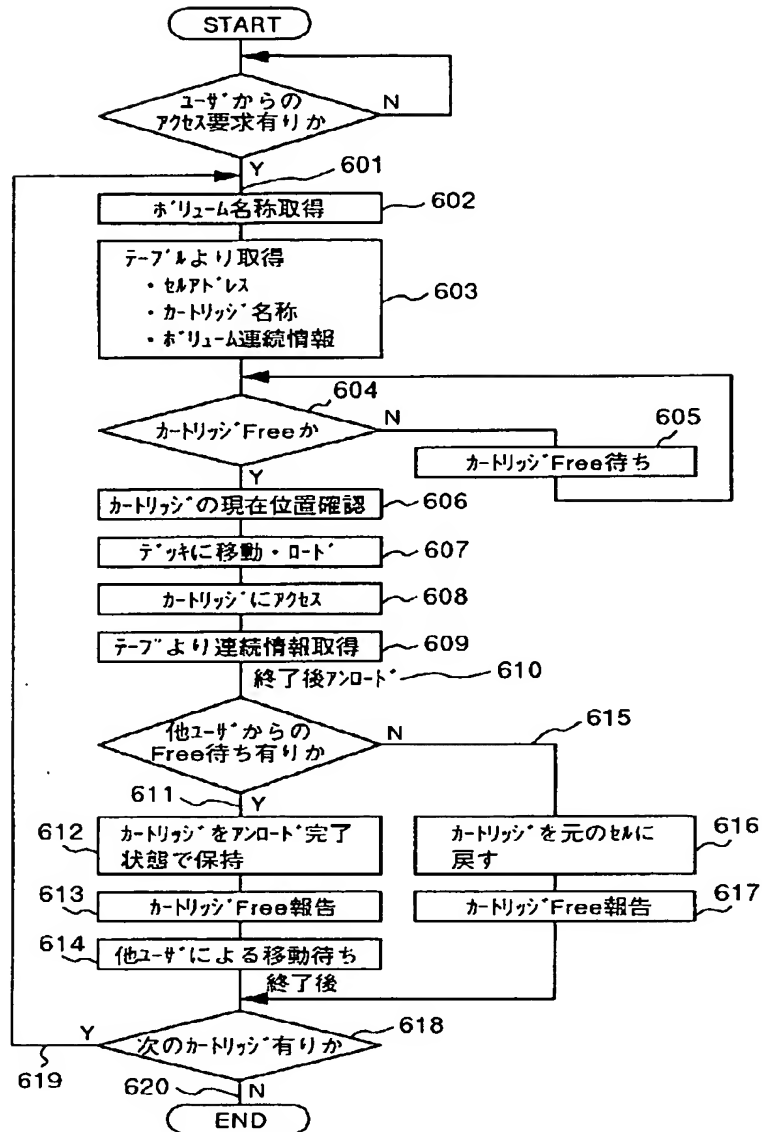 START
ユーザからの
アクセス要求有りか
N
Y
601
ボリューム名称取得
602
テーブルより取得
・セルアドレス
・カートリッジ名称
・ボリューム連続情報
603
604
カートリッジFreeか
N
605
カートリッジFree待ち
Y
カートリッジの現在位置確認
606
デッキに移動・ロード
607
カートリッジにアクセス
608
テーブより連続情報取得
609
終了後アンロード
610
他ユーザからの
Free待ち有りか
N
615
611
Y
612
カートリッジをアンロード完了
状態で保持
カートリッジを元のセルに
戻す
616
613
カートリッジFree報告
カートリッジFree報告
617
614
他ユーザによる移動待ち
終了後
618
Y
次のカートリッジ有りか
619
620
N
END